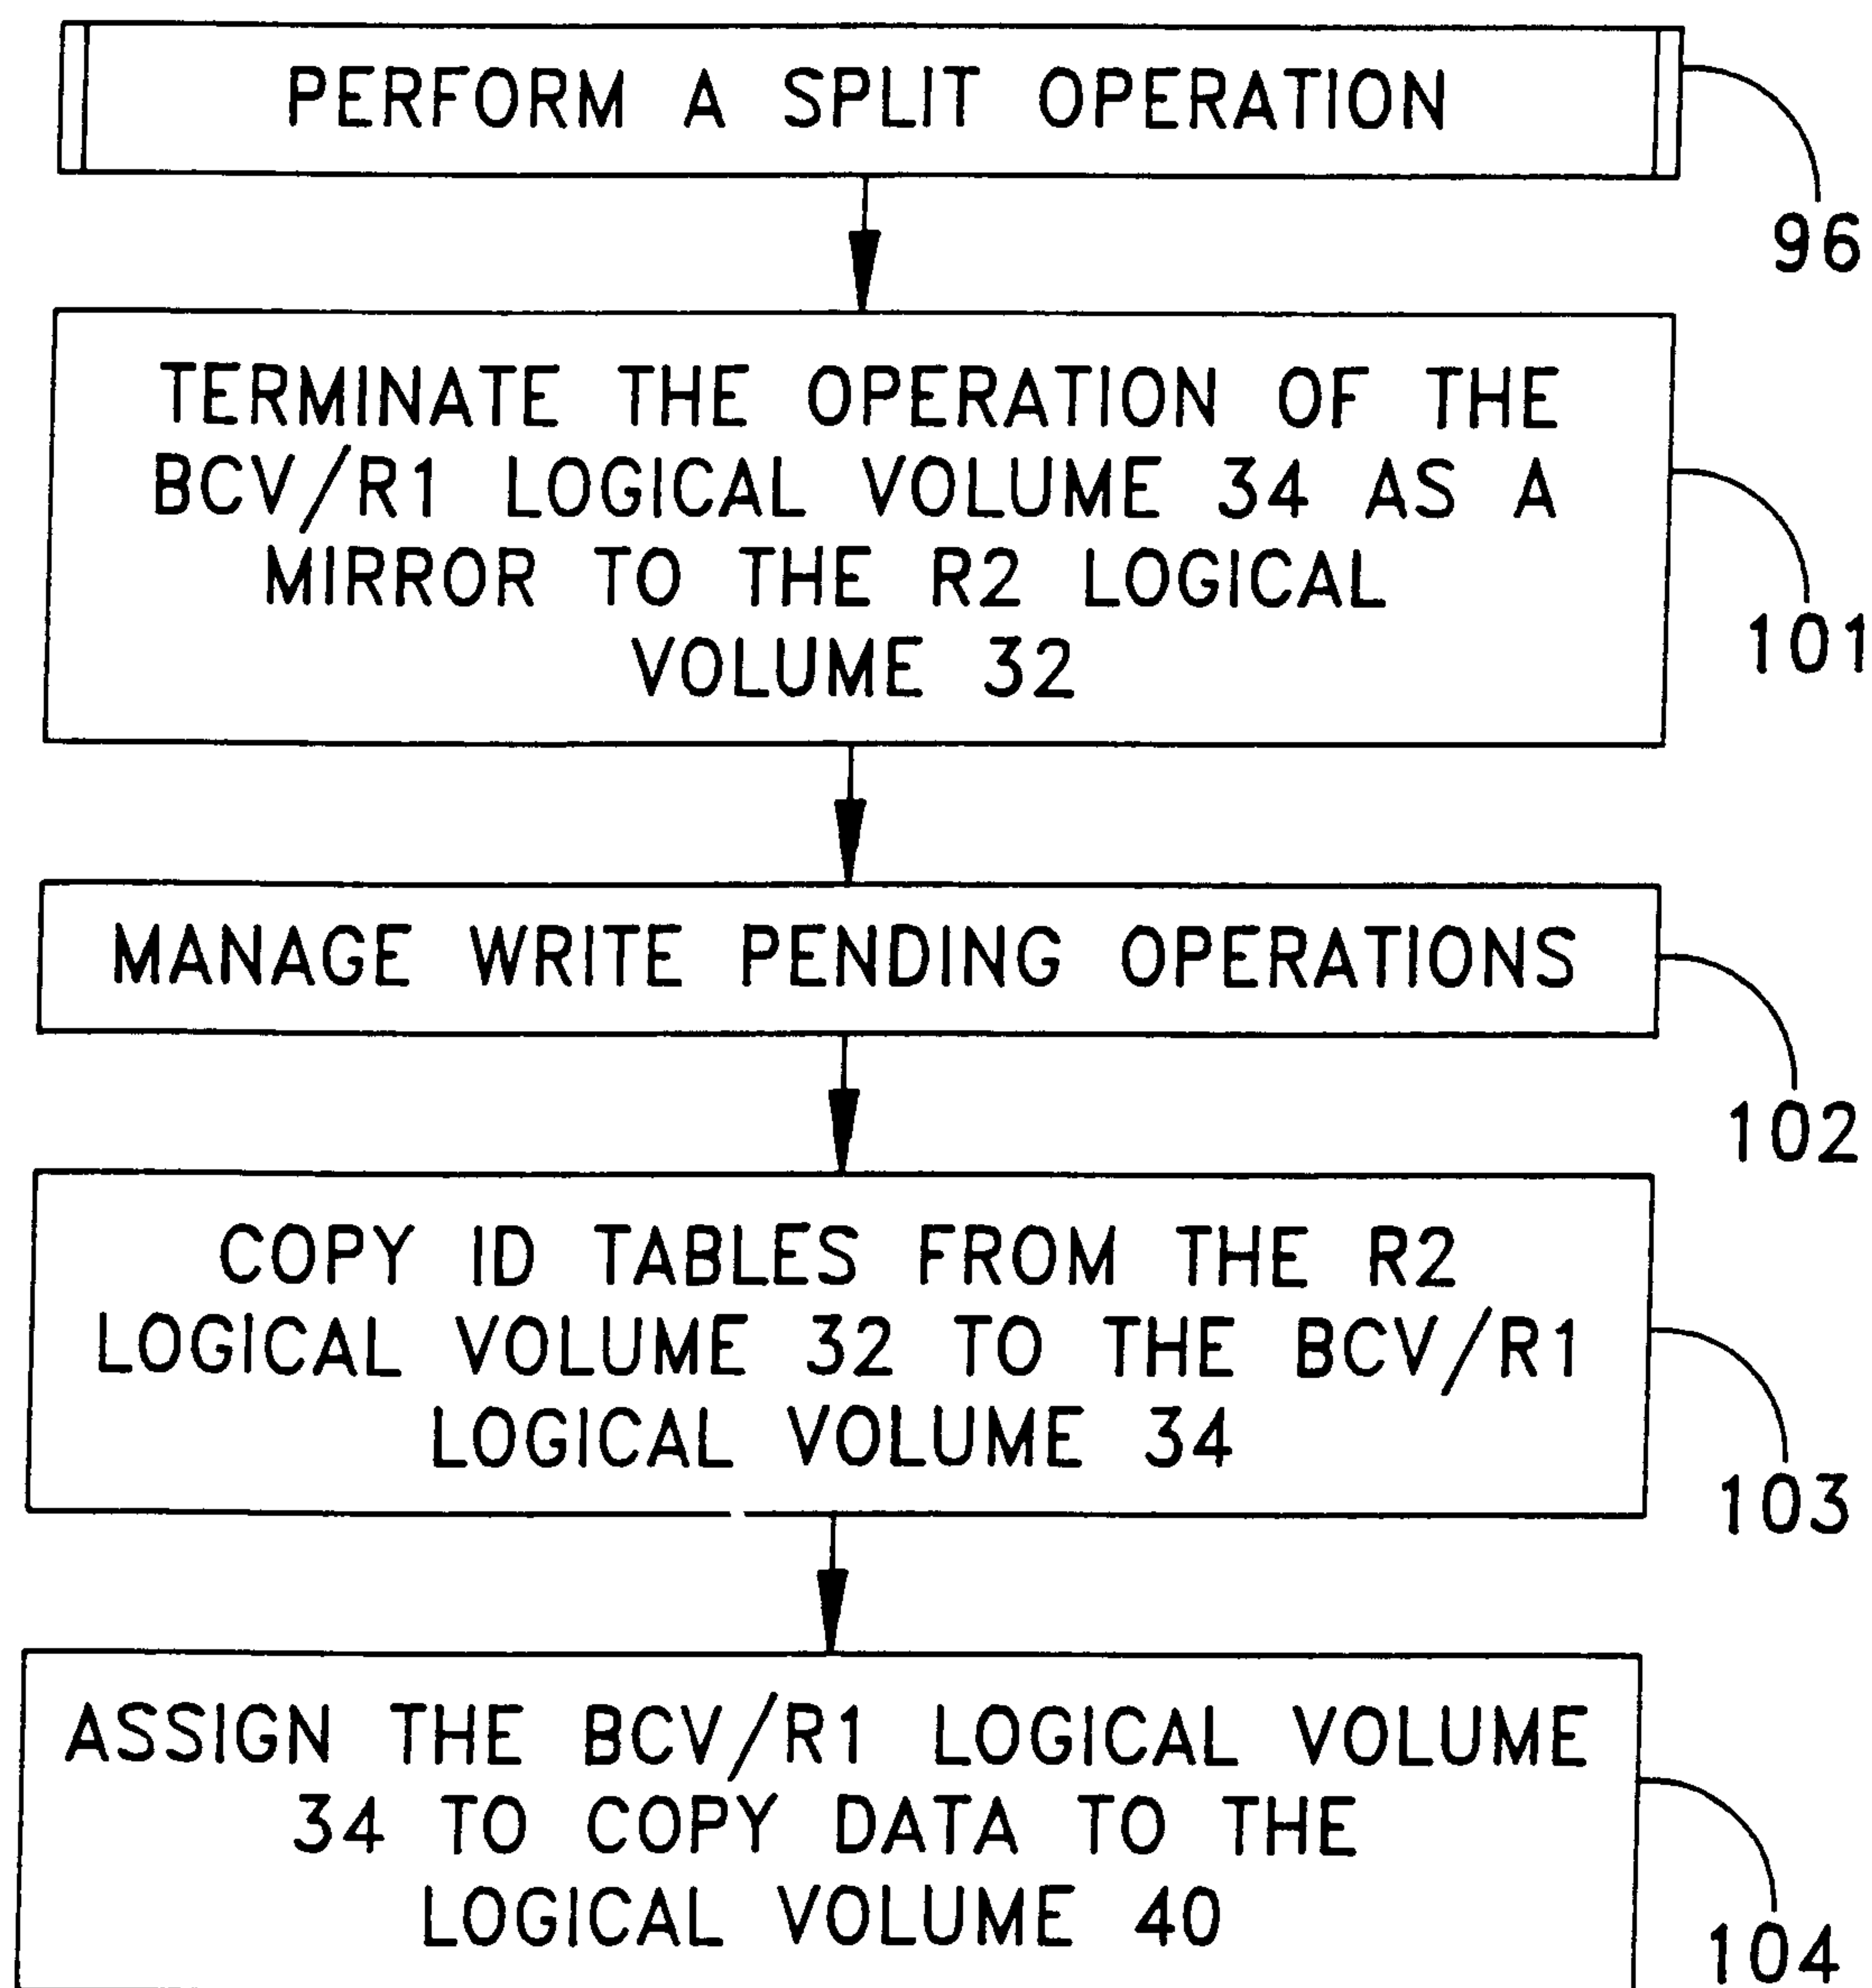 PERFORM A SPLIT OPERATION
96
TERMINATE THE OPERATION OF THE
BCV/R1 LOGICAL VOLUME 34 AS A
MIRROR TO THE R2 LOGICAL
VOLUME 32
101
MANAGE WRITE PENDING OPERATIONS
102
COPY ID TABLES FROM THE R2
LOGICAL VOLUME 32 TO THE BCV/R1
LOGICAL VOLUME 34
103
ASSIGN THE BCV/R1 LOGICAL VOLUME
34 TO COPY DATA TO THE
LOGICAL VOLUME 40
104